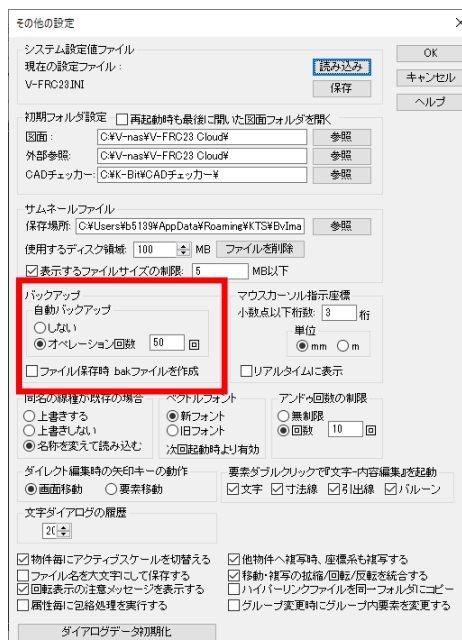 その他の設定
システム設定値ファイル
現在の設定ファイル：
V-FRC23.INI
読み込み
保存
OK
キャンセル
ヘルプ
初期フォルダ設定 再起動時も最後に開いた図面フォルダを開く
図面： C:¥V-nas¥V-FRC23 Cloud¥ 参照
外部参照: C:¥V-nas¥V-FRC23 Cloud¥ 参照
CADチェッカー: C:¥K-Bit¥CADチェッカー¥ 参照
サムネールファイル
保存場所: C:¥Users¥b5139¥AppData¥Roaming¥KTS¥BvIma 参照
使用するディスク領域: 100 MB ファイルを削除
表示するファイルサイズの制限: 5 MB以下
バックアップ
自動バックアップ
しない
オペレーション回数 50 回
ファイル保存時 bakファイルを作成
マウスカーソル指示座標
小数点以下桁数: 3 桁
単位
mm m
リアルタイムに表示
同名の線種が既存の場合
上書きする
上書きしない
名称を変えて読み込む
ベクトルフォント
新フォント
旧フォント
次回起動時より有効
アンドゥ回数の制限
無制限
回数 10 回
ダイレクト編集時の矢印キーの動作
画面移動 要素移動
要素ダブルクリックで『文字-内容編集』を起動
文字 寸法線 引出線 バルーン
文字ダイアログの履歴
20
物件毎にアクティブスケールを切替える
ファイル名を大文字にして保存する
回転表示の注意メッセージを表示する
属性毎に包絡処理を実行する
他物件へ複写時、座標系も複写する
移動・複写の拡縮/回転/反転を統合する
ハイパーリンクファイルを同一フォルダにコピー
グループ変更時にグループ内要素を変更する
ダイアログデータ初期化